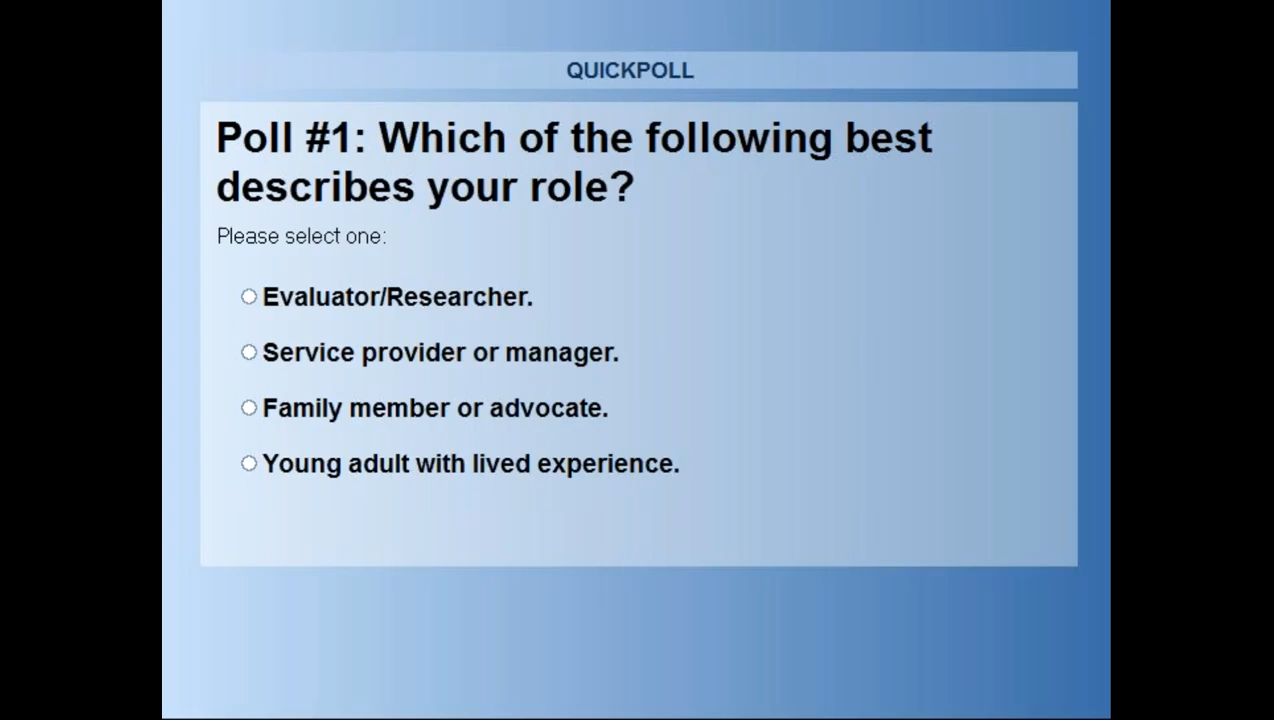 QUICKPOLL
Poll #1: Which of the following best
describes your role?
Please select one:
Evaluator/Researcher.
Service provider or manager.
Family member or advocate.
Young adult with lived experience.